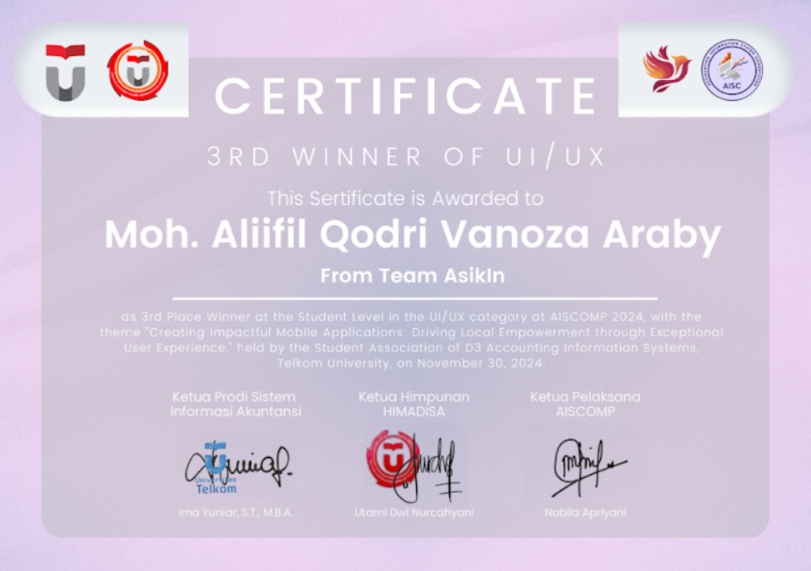 AISC
CERTIFICATE
3RD WINNER OF UI/UX
This Sertificate is Awarded to
Moh. Aliifil Qodri Vanoza Araby
From Team AsikIn
as 3rd Place Winner at the Student Level in the UI/UX category at AISCOMP 2024, with the
theme "Creating Impactful Mobile Applications: Driving Local Empowerment through Exceptional
User Experience," held by the Student Association of D3 Accounting Information Systems,
Telkom University, on November 30, 2024.
Ketua Prodi Sistem
Informasi Akuntansi
Ketua Himpunan
HIMADISA
Ketua Pelaksana
AISCOMP
Universitas
Telkom
Irna Yuniar, S.T., M.B.A.
Utami Dwi Nurcahyani
Nabila Apriyani